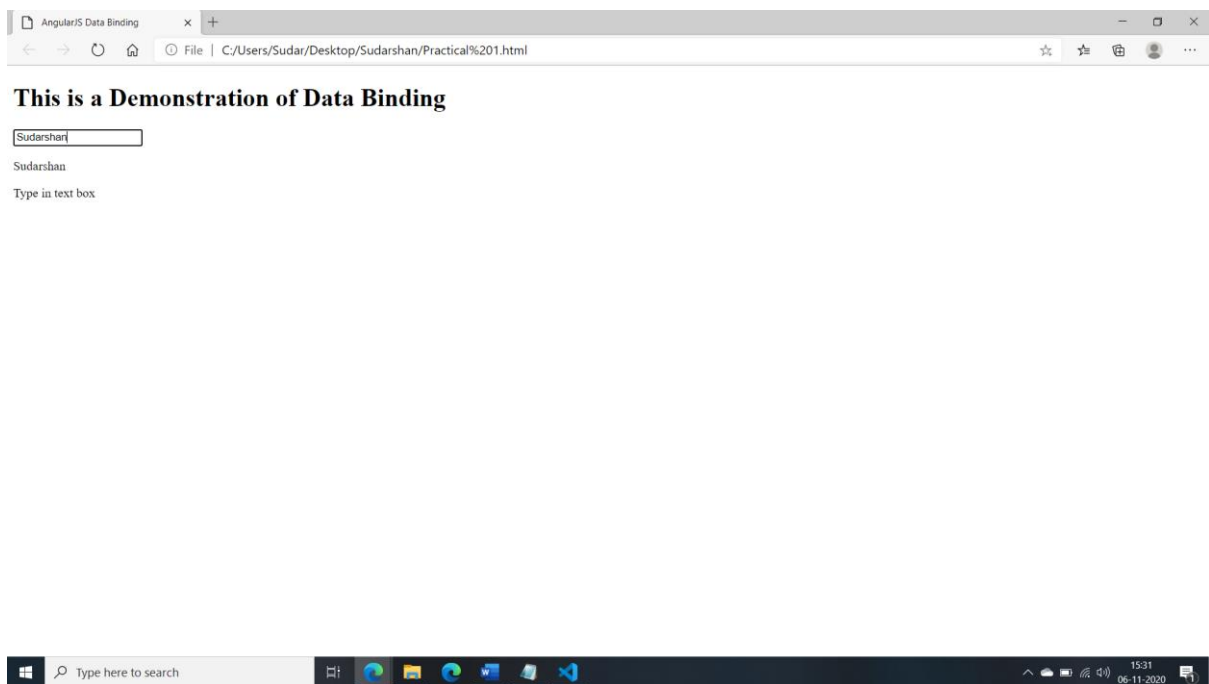 AngularJS Data Binding
File | C:/Users/Sudar/Desktop/Sudarshan/Practical%201.html
This is a Demonstration of Data Binding
Sudarshan
Sudarshan
Type in text box
Type here to search
15:31
06-11-2020